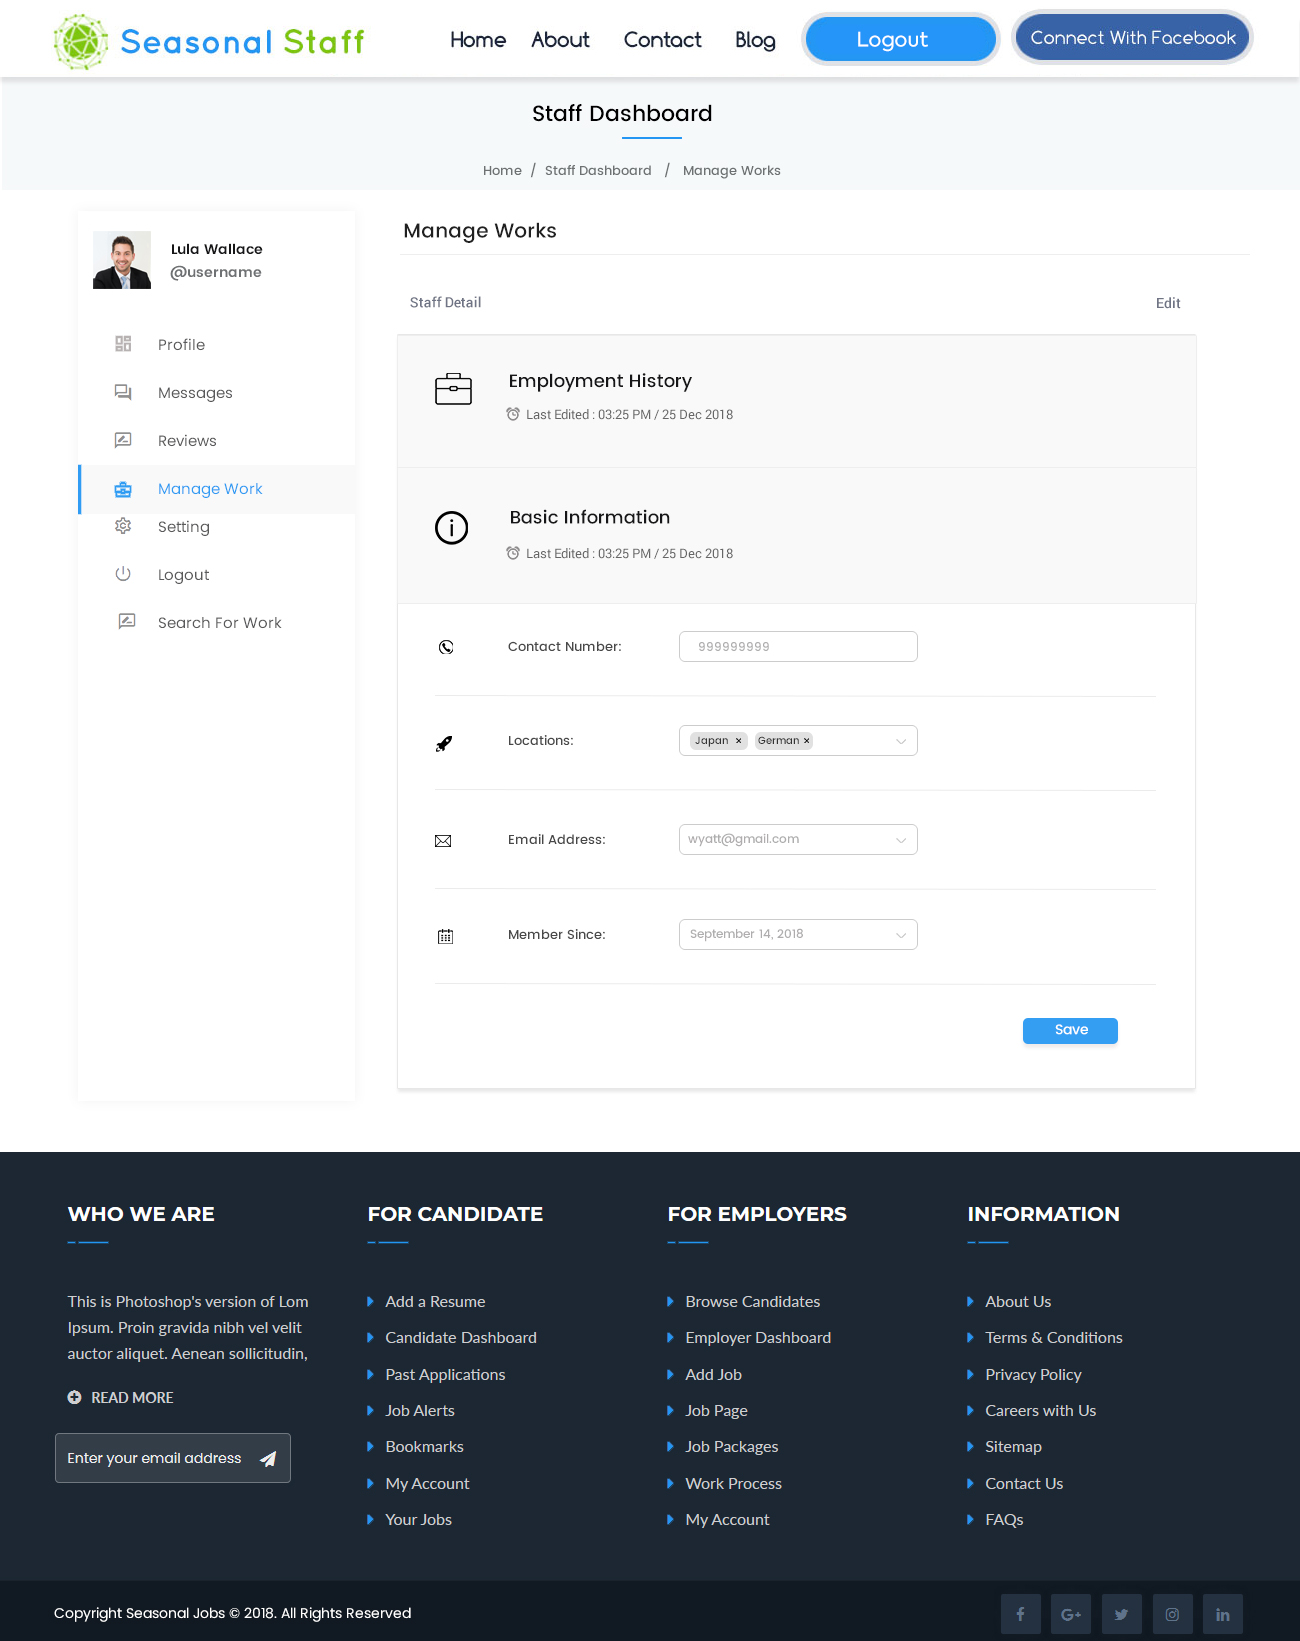 Seasonal Staff
Home About Contact Blog Logout Connect With Facebook
Staff Dashboard
Home / Staff Dashboard / Manage Works
Lula Wallace
@username
Profile
Messages
Reviews
Manage Work
Setting
Logout
Search For Work
Manage Works
Staff Detail Edit
Employment History
Last Edited : 03:25 PM / 25 Dec 2018
Basic Information
Last Edited : 03:25 PM / 25 Dec 2018
Contact Number: 999999999
Locations: Japan × German ×
Email Address: wyatt@gmail.com
Member Since: September 14, 2018
Save
WHO WE ARE
This is Photoshop's version of Lom
Ipsum. Proin gravida nibh vel velit
auctor aliquet. Aenean sollicitudin,
READ MORE
Enter your email address
FOR CANDIDATE
Add a Resume
Candidate Dashboard
Past Applications
Job Alerts
Bookmarks
My Account
Your Jobs
FOR EMPLOYERS
Browse Candidates
Employer Dashboard
Add Job
Job Page
Job Packages
Work Process
My Account
INFORMATION
About Us
Terms & Conditions
Privacy Policy
Careers with Us
Sitemap
Contact Us
FAQs
Copyright Seasonal Jobs © 2018. All Rights Reserved